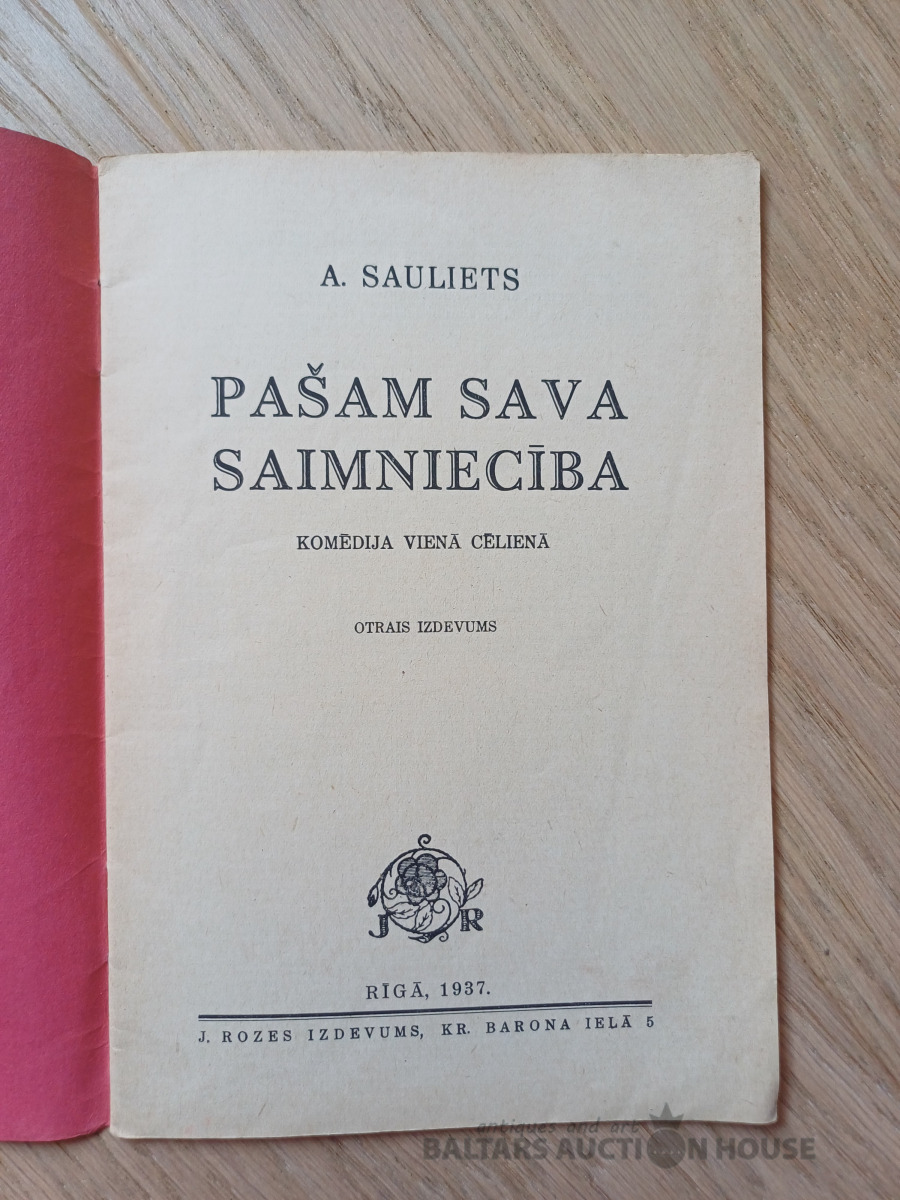 A. SAULIETS
PAŠAM SAVA
SAIMNIECĪBA
KOMĒDIJA VIENĀ CĒLIENĀ
OTRAIS IZDEVUMS
J R
RĪGĀ, 1937.
J. ROZES IZDEVUMS, KR. BARONA IELĀ 5
antiques and art
BALTARS AUCTION HOUSE